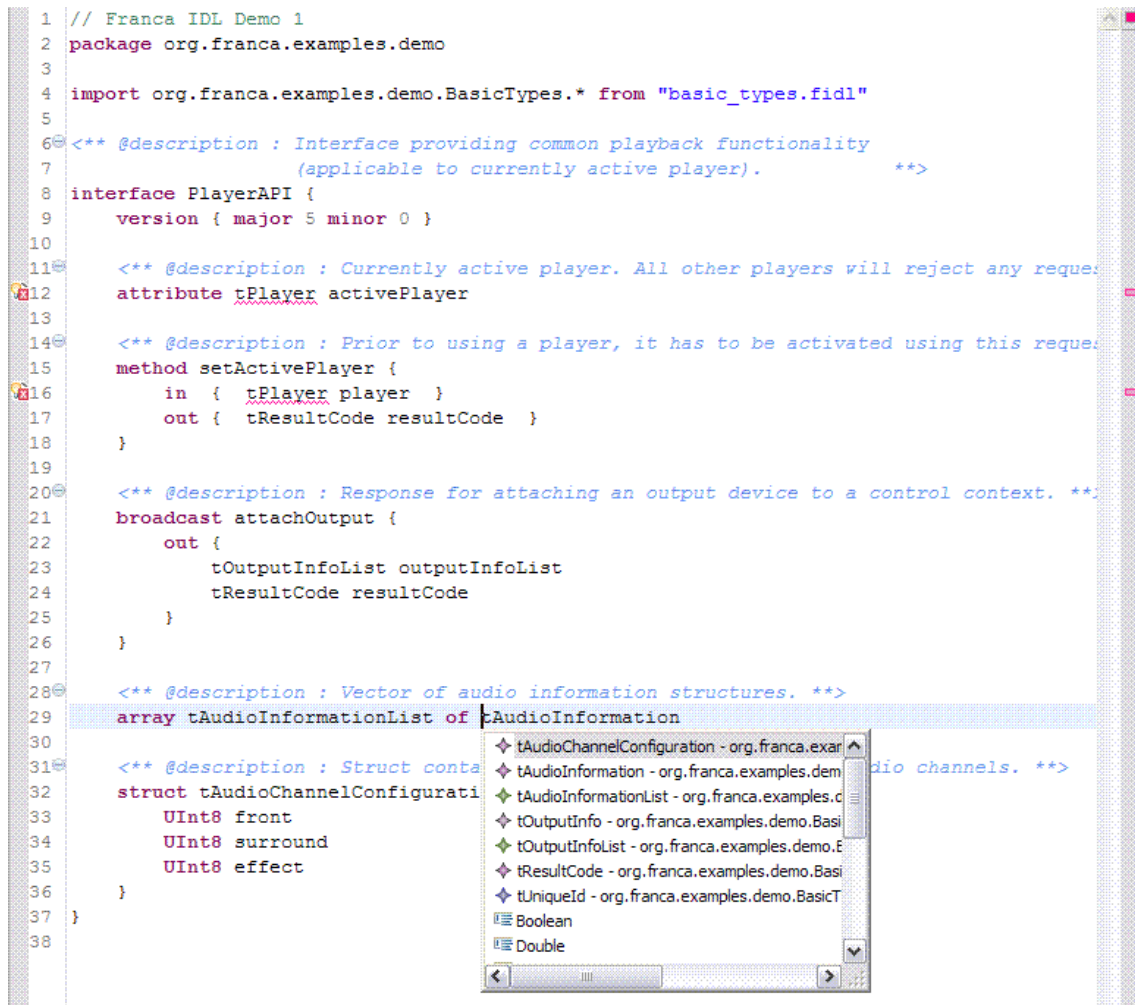 1 // Franca IDL Demo 1
2 package org.franca.examples.demo
3
4 import org.franca.examples.demo.BasicTypes.* from "basic_types.fidl"
5
6 <** @description : Interface providing common playback functionality
7 (applicable to currently active player). **>
8 interface PlayerAPI {
9 version { major 5 minor 0 }
10
11 <** @description : Currently active player. All other players will reject any
12 attribute tPlayer activePlayer
13
14 <** @description : Prior to using a player, it has to be activated using this
15 method setActivePlayer {
16 in { tPlayer player }
17 out { tResultCode resultCode }
18 }
19
20 <** @description : Response for attaching an output device to a control context. **
21 broadcast attachOutput {
22 out {
23 tOutputInfoList outputInfoList
24 tResultCode resultCode
25 }
26 }
27
28 <** @description : Vector of audio information structures. **>
29 array tAudioInformationList of tAudioInformation
30
31 <** @description : Struct conta dio channels. **>
32 struct tAudioChannelConfigurati
33 UInt8 front
34 UInt8 surround
35 UInt8 effect
36 }
37 }
38
tAudioChannelConfiguration - org.franca.exar
tAudioInformation - org.franca.examples.dem
tAudioInformationList - org.franca.examples.d
tOutputInfo - org.franca.examples.demo.Basi
tOutputInfoList - org.franca.examples.demo.B
tResultCode - org.franca.examples.demo.Basi
tUniqueId - org.franca.examples.demo.BasicT
Boolean
Double